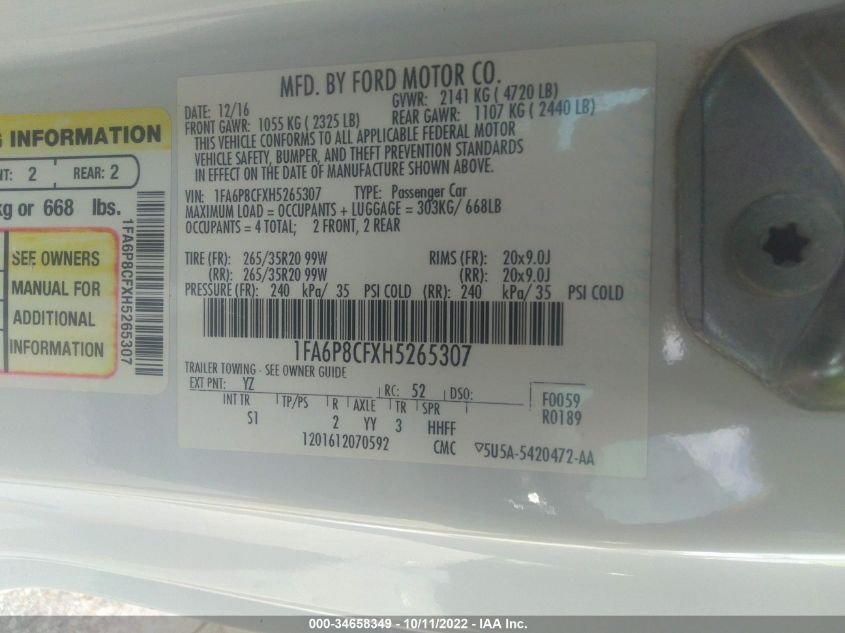 G INFORMATION
NT: 2 REAR: 2
kg or 668 lbs.
SEE OWNERS
MANUAL FOR
ADDITIONAL
INFORMATION
1FA6P8CFXH5265307
MFD. BY FORD MOTOR CO.
DATE: 12/16 GVWR: 2141 KG ( 4720 LB)
FRONT GAWR: 1055 KG ( 2325 LB) REAR GAWR: 1107 KG ( 2440 LB)
THIS VEHICLE CONFORMS TO ALL APPLICABLE FEDERAL MOTOR
VEHICLE SAFETY, BUMPER, AND THEFT PREVENTION STANDARDS
IN EFFECT ON THE DATE OF MANUFACTURE SHOWN ABOVE.
VIN: 1FA6P8CFXH5265307 TYPE: Passenger Car
MAXIMUM LOAD = OCCUPANTS + LUGGAGE = 303KG/ 668LB
OCCUPANTS = 4 TOTAL; 2 FRONT, 2 REAR
TIRE (FR): 265/35R20 99W RIMS (FR): 20x9.0J
(RR): 265/35R20 99W (RR): 20x9.0J
PRESSURE (FR): 240 kPa/ 35 PSI COLD (RR): 240 kPa/ 35 PSI COLD
1FA6P8CFXH5265307
TRAILER TOWING - SEE OWNER GUIDE
EXT PNT: YZ RC: 52 DSO: F0059
INT TR TP/PS R AXLE TR SPR R0189
S1 2 YY 3 HHFF
1201612070592 CMC ▽5U5A-5420472-AA
000-34658349 - 10/11/2022 - IAA Inc.